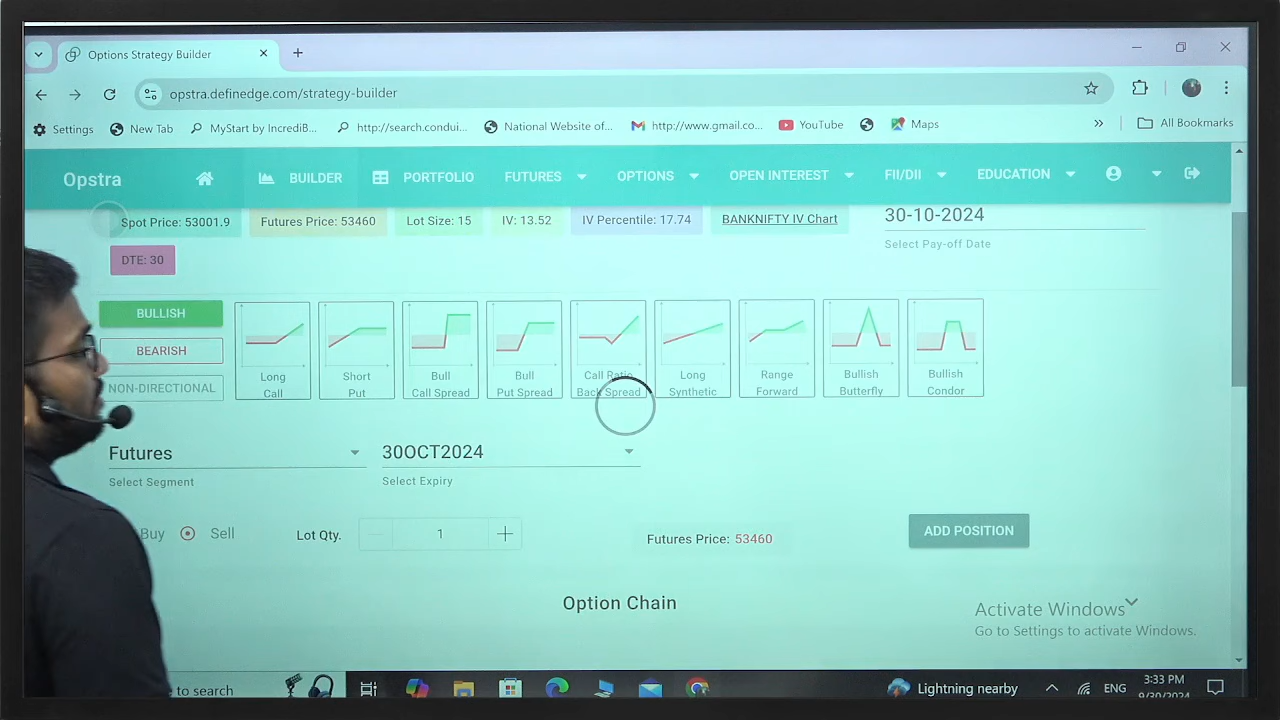 Options Strategy Builder
opstra.definedge.com/strategy-builder
Settings New Tab MyStart by IncrediB... http://search.condui... National Website of... http://www.gmail.co... YouTube Maps » All Bookmarks
Opstra BUILDER PORTFOLIO FUTURES OPTIONS OPEN INTEREST FII/DII EDUCATION
Spot Price: 53001.9 Futures Price: 53460 Lot Size: 15 IV: 13.52 IV Percentile: 17.74 BANKNIFTY IV Chart 30-10-2024
Select Pay-off Date
DTE: 30
BULLISH
BEARISH
NON-DIRECTIONAL
Long
Call
Short
Put
Bull
Call Spread
Bull
Put Spread
Call Ratio
Back Spread
Long
Synthetic
Range
Forward
Bullish
Butterfly
Bullish
Condor
Futures 30OCT2024
Select Segment Select Expiry
Buy Sell Lot Qty. 1 Futures Price: 53460 ADD POSITION
Option Chain
Activate Windows
Go to Settings to activate Windows.
e to search Lightning nearby ENG 3:33 PM
9/30/2024